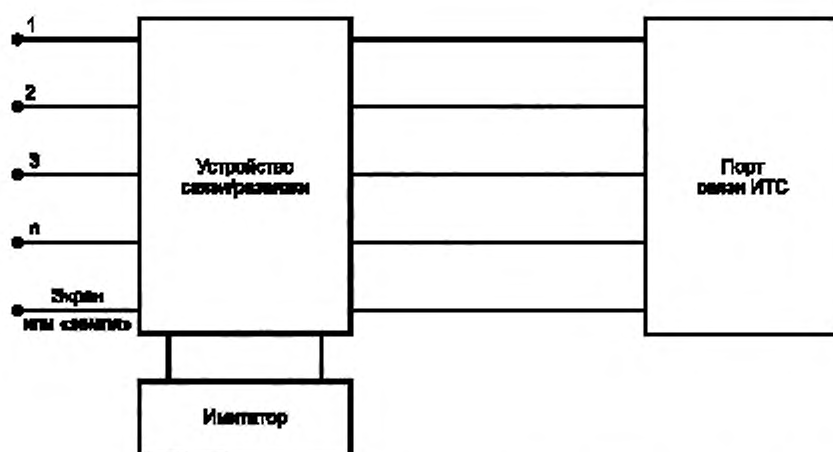 1
2
3
n
Экран
или «земля»
Устройство
связи/развязки
Порт
связи ИТС
Имитатор